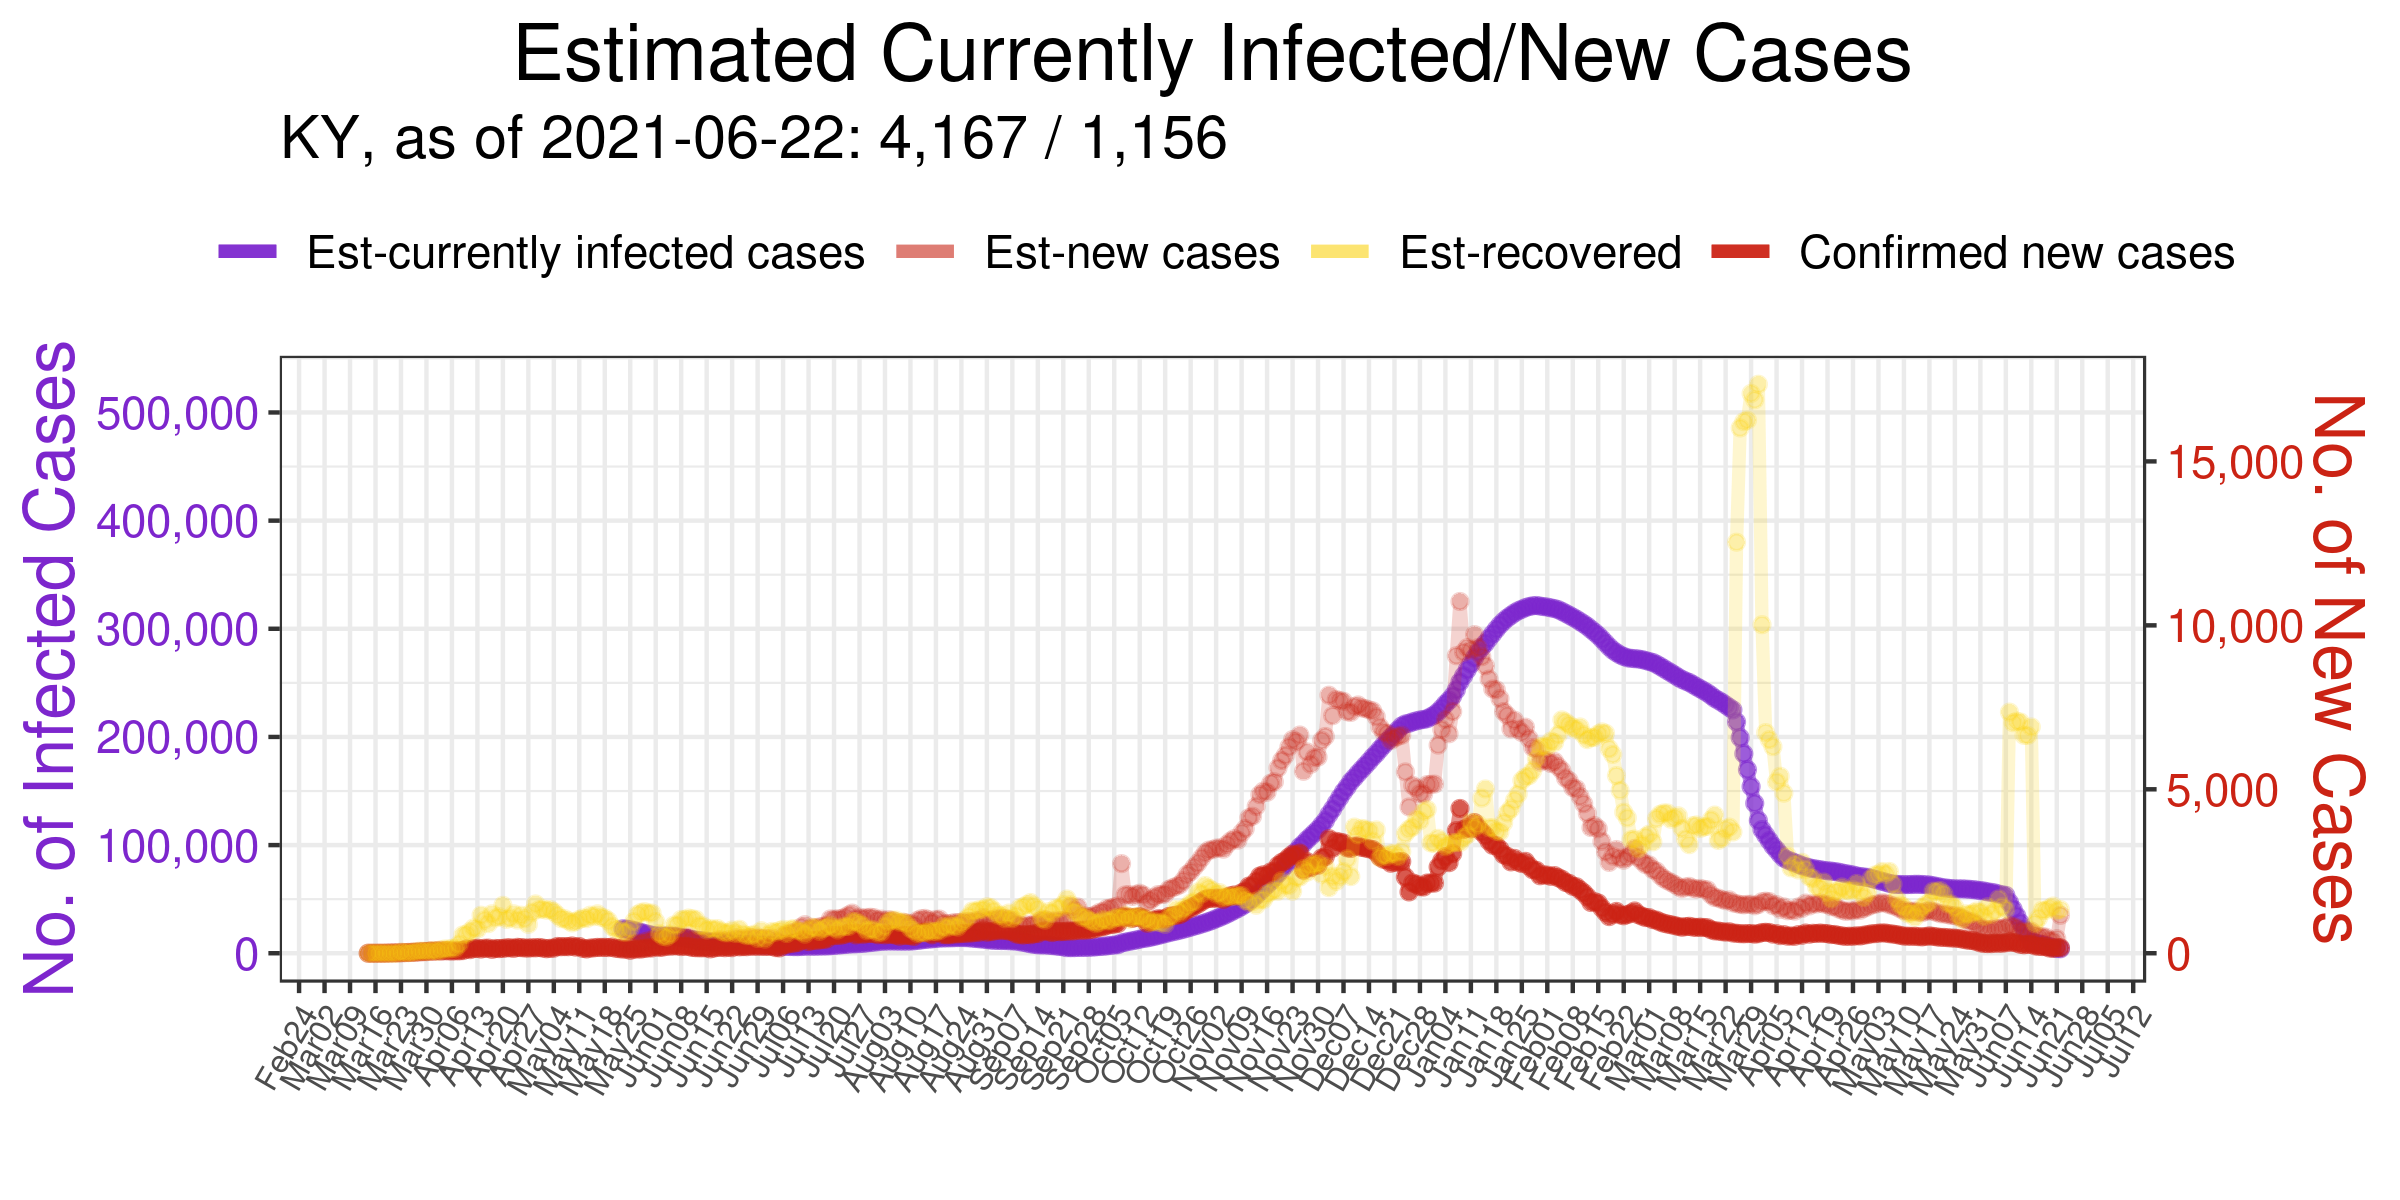 Estimated Currently Infected/New Cases
KY, as of 2021-06-22: 4,167 / 1,156
Est-currently infected cases
Est-new cases
Est-recovered
Confirmed new cases
No. of Infected Cases
500,000
400,000
300,000
200,000
100,000
0
No. of New Cases
15,000
10,000
5,000
0
Feb24
Mar02
Mar09
Mar16
Mar23
Mar30
Apr06
Apr13
Apr20
Apr27
May04
May11
May18
May25
Jun01
Jun08
Jun15
Jun22
Jun29
Jul06
Jul13
Jul20
Jul27
Aug03
Aug10
Aug17
Aug24
Aug31
Sep07
Sep14
Sep21
Sep28
Oct05
Oct12
Oct19
Oct26
Nov02
Nov09
Nov16
Nov23
Nov30
Dec07
Dec14
Dec21
Dec28
Jan04
Jan11
Jan18
Jan25
Feb01
Feb08
Feb15
Feb22
Mar01
Mar08
Mar15
Mar22
Mar29
Apr05
Apr12
Apr19
Apr26
May03
May10
May17
May24
May31
Jun07
Jun14
Jun21
Jun28
Jul05
Jul12